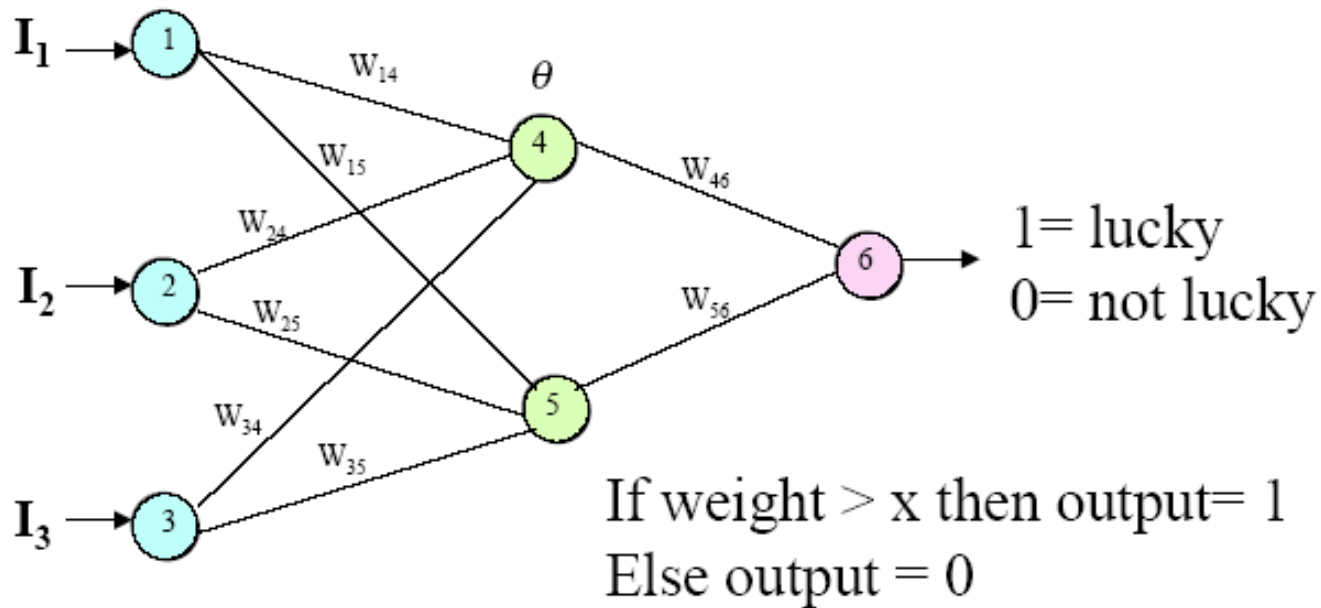 I₁
1
W₁₄
θ
4
W₁₅
W₄₆
W₂₄
1= lucky
6
0= not lucky
I₂
2
W₂₅
W₅₆
5
W₃₄
W₃₅
I₃
3
If weight > x then output= 1
Else output = 0